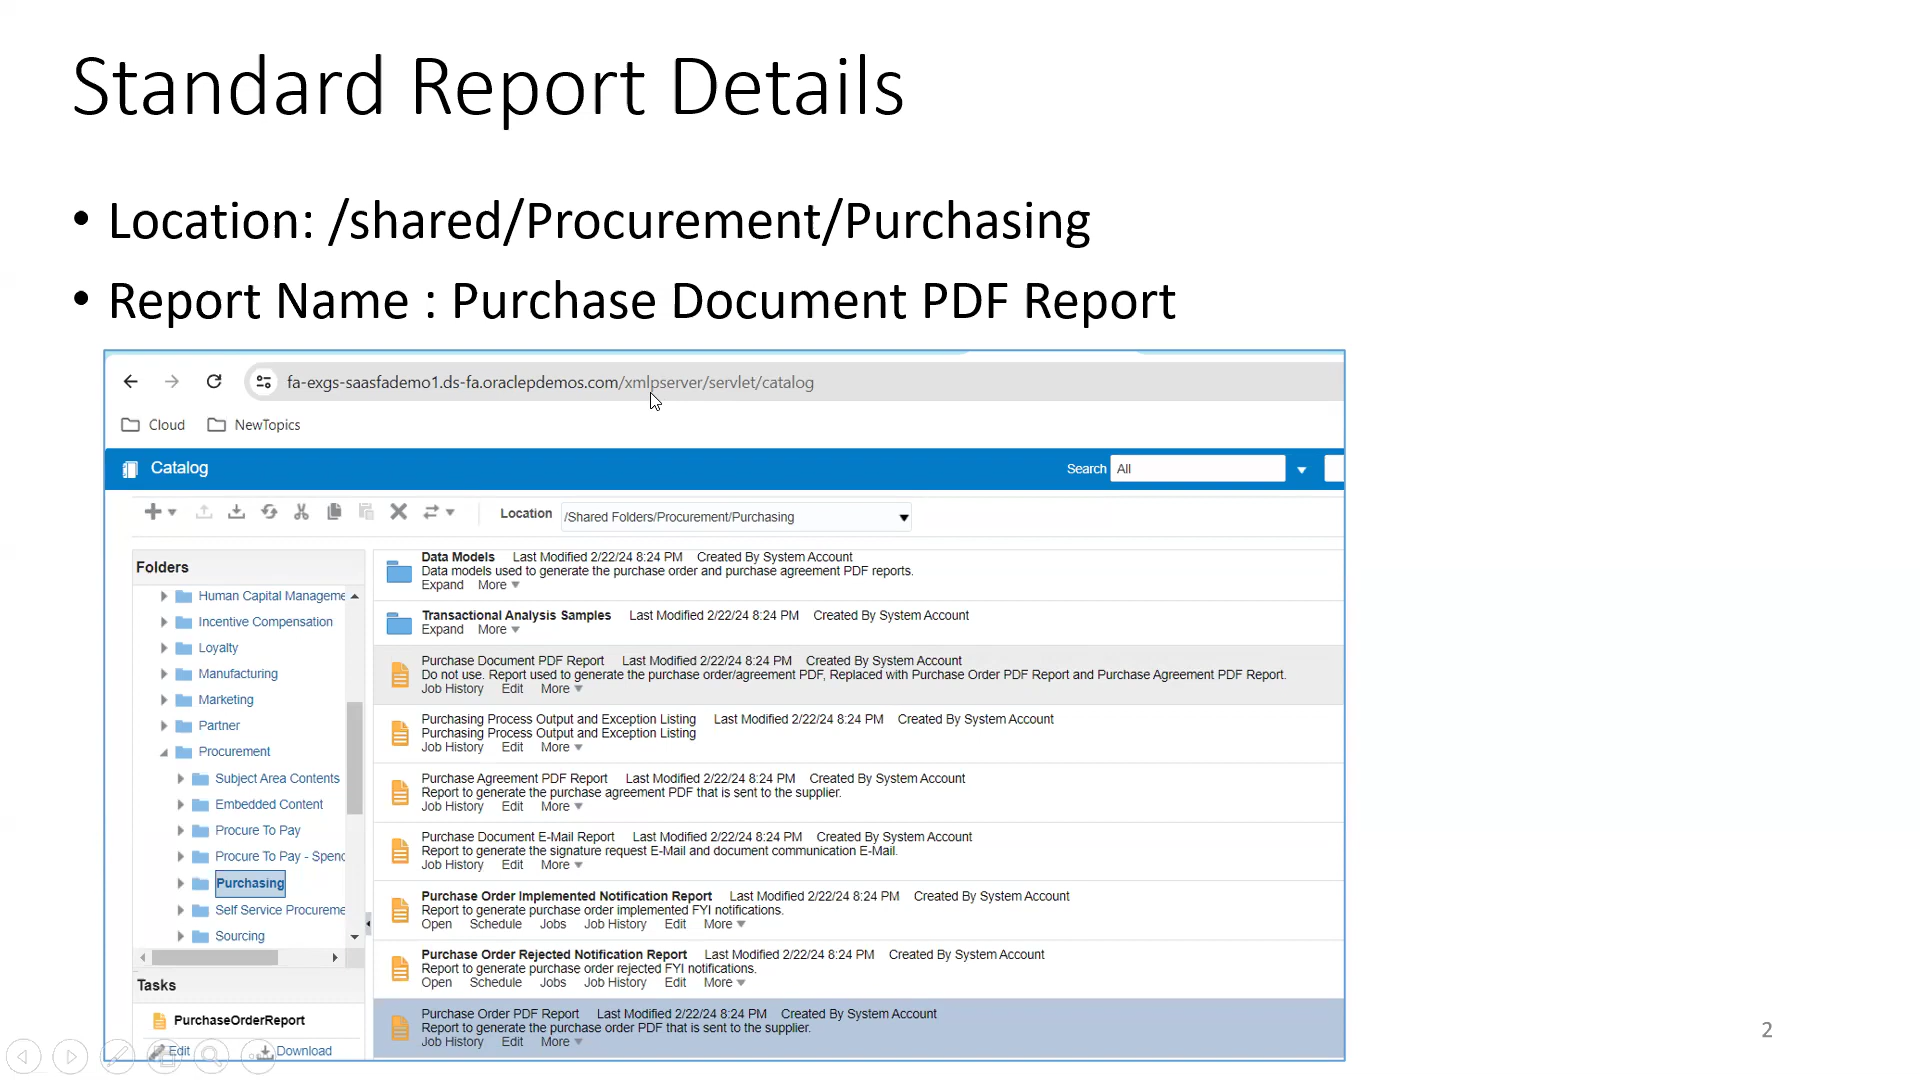 Standard Report Details
• Location: /shared/Procurement/Purchasing
• Report Name : Purchase Document PDF Report
fa-exgs-saasfademo1.ds-fa.oraclepdemos.com/xmlpserver/servlet/catalog
Cloud NewTopics
Catalog Search All
Location /Shared Folders/Procurement/Purchasing
Folders
Human Capital Manageme
Incentive Compensation
Loyalty
Manufacturing
Marketing
Partner
Procurement
Subject Area Contents
Embedded Content
Procure To Pay
Procure To Pay - Spend
Purchasing
Self Service Procureme
Sourcing
Tasks
PurchaseOrderReport
Edit Download
Data Models Last Modified 2/22/24 8:24 PM Created By System Account
Data models used to generate the purchase order and purchase agreement PDF reports.
Expand More
Transactional Analysis Samples Last Modified 2/22/24 8:24 PM Created By System Account
Expand More
Purchase Document PDF Report Last Modified 2/22/24 8:24 PM Created By System Account
Do not use. Report used to generate the purchase order/agreement PDF, Replaced with Purchase Order PDF Report and Purchase Agreement PDF Report.
Job History Edit More
Purchasing Process Output and Exception Listing Last Modified 2/22/24 8:24 PM Created By System Account
Purchasing Process Output and Exception Listing
Job History Edit More
Purchase Agreement PDF Report Last Modified 2/22/24 8:24 PM Created By System Account
Report to generate the purchase agreement PDF that is sent to the supplier.
Job History Edit More
Purchase Document E-Mail Report Last Modified 2/22/24 8:24 PM Created By System Account
Report to generate the signature request E-Mail and document communication E-Mail.
Job History Edit More
Purchase Order Implemented Notification Report Last Modified 2/22/24 8:24 PM Created By System Account
Report to generate purchase order implemented FYI notifications.
Open Schedule Jobs Job History Edit More
Purchase Order Rejected Notification Report Last Modified 2/22/24 8:24 PM Created By System Account
Report to generate purchase order rejected FYI notifications.
Open Schedule Jobs Job History Edit More
Purchase Order PDF Report Last Modified 2/22/24 8:24 PM Created By System Account
Report to generate the purchase order PDF that is sent to the supplier.
Job History Edit More
2